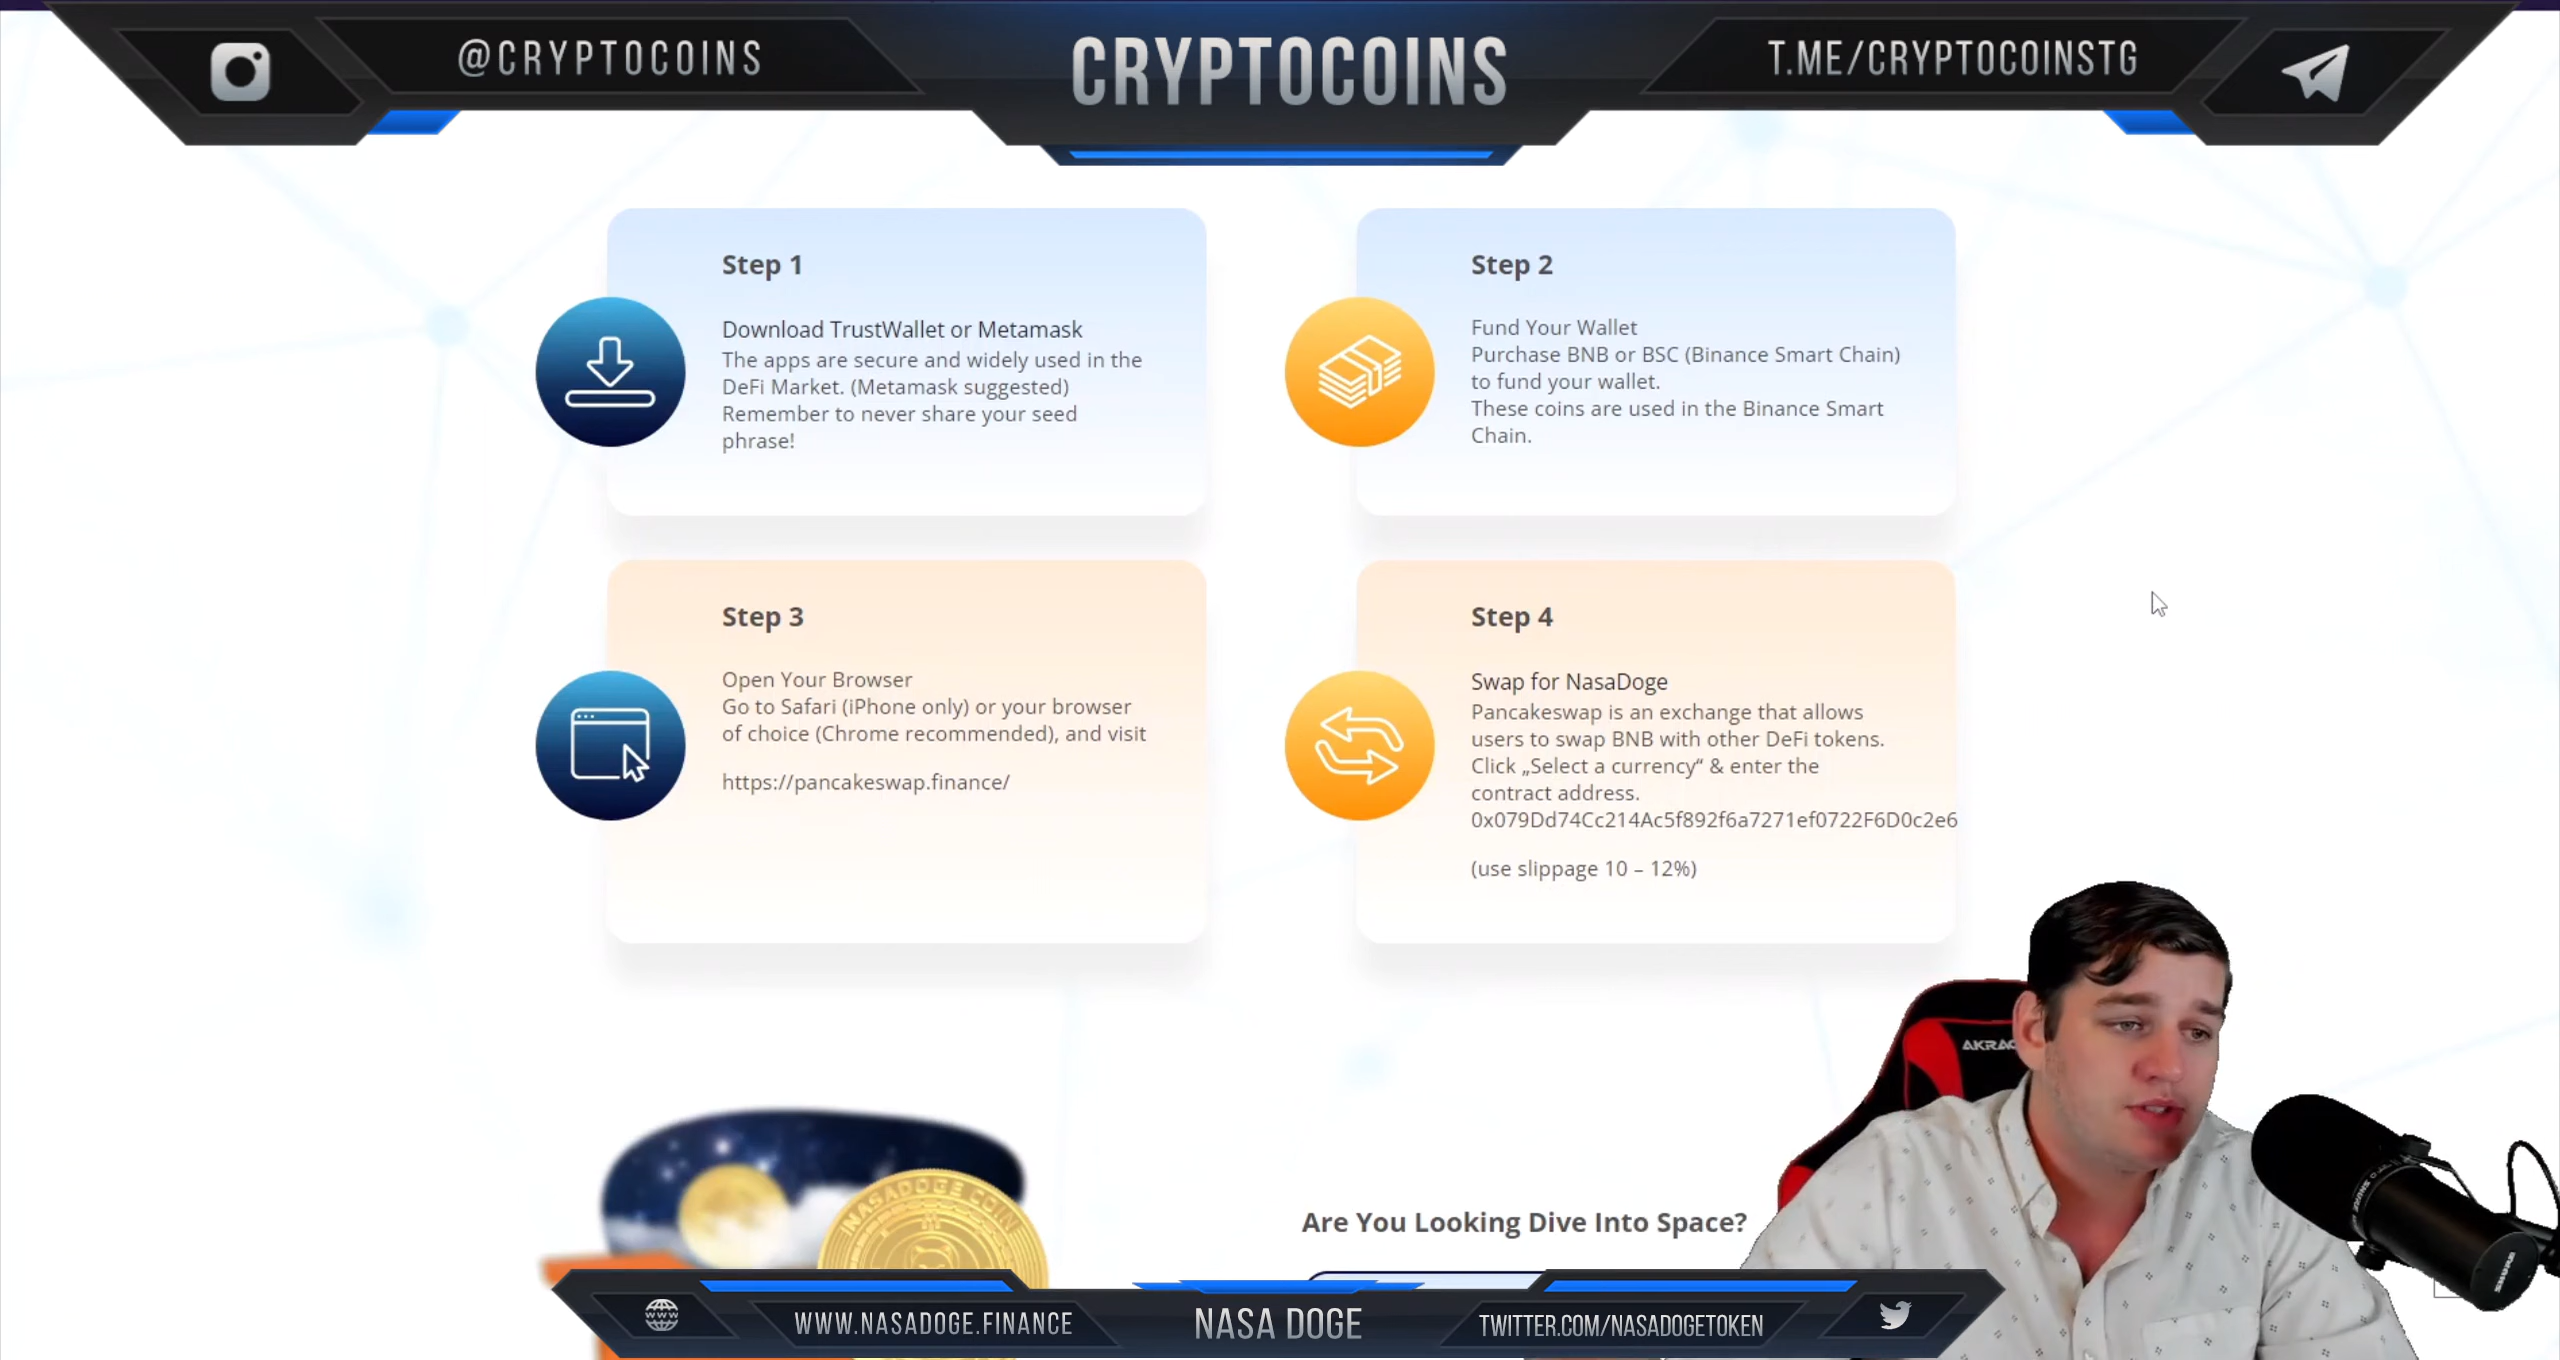 @CRYPTOCOINS
CRYPTOCOINS
T.ME/CRYPTOCOINSTG
Step 1
Download TrustWallet or Metamask
The apps are secure and widely used in the
DeFi Market. (Metamask suggested)
Remember to never share your seed
phrase!
Step 2
Fund Your Wallet
Purchase BNB or BSC (Binance Smart Chain)
to fund your wallet.
These coins are used in the Binance Smart
Chain.
Step 3
Open Your Browser
Go to Safari (iPhone only) or your browser
of choice (Chrome recommended), and visit
https://pancakeswap.finance/
Step 4
Swap for NasaDoge
Pancakeswap is an exchange that allows
users to swap BNB with other DeFi tokens.
Click „Select a currency“ & enter the
contract address.
0x079Dd74Cc214Ac5f892f6a7271ef0722F6D0c2e6
(use slippage 10 – 12%)
AKRAC
NASADOGE COIN
Are You Looking Dive Into Space?
WWW
WWW.NASADOGE.FINANCE
NASA DOGE
TWITTER.COM/NASADOGETOKEN